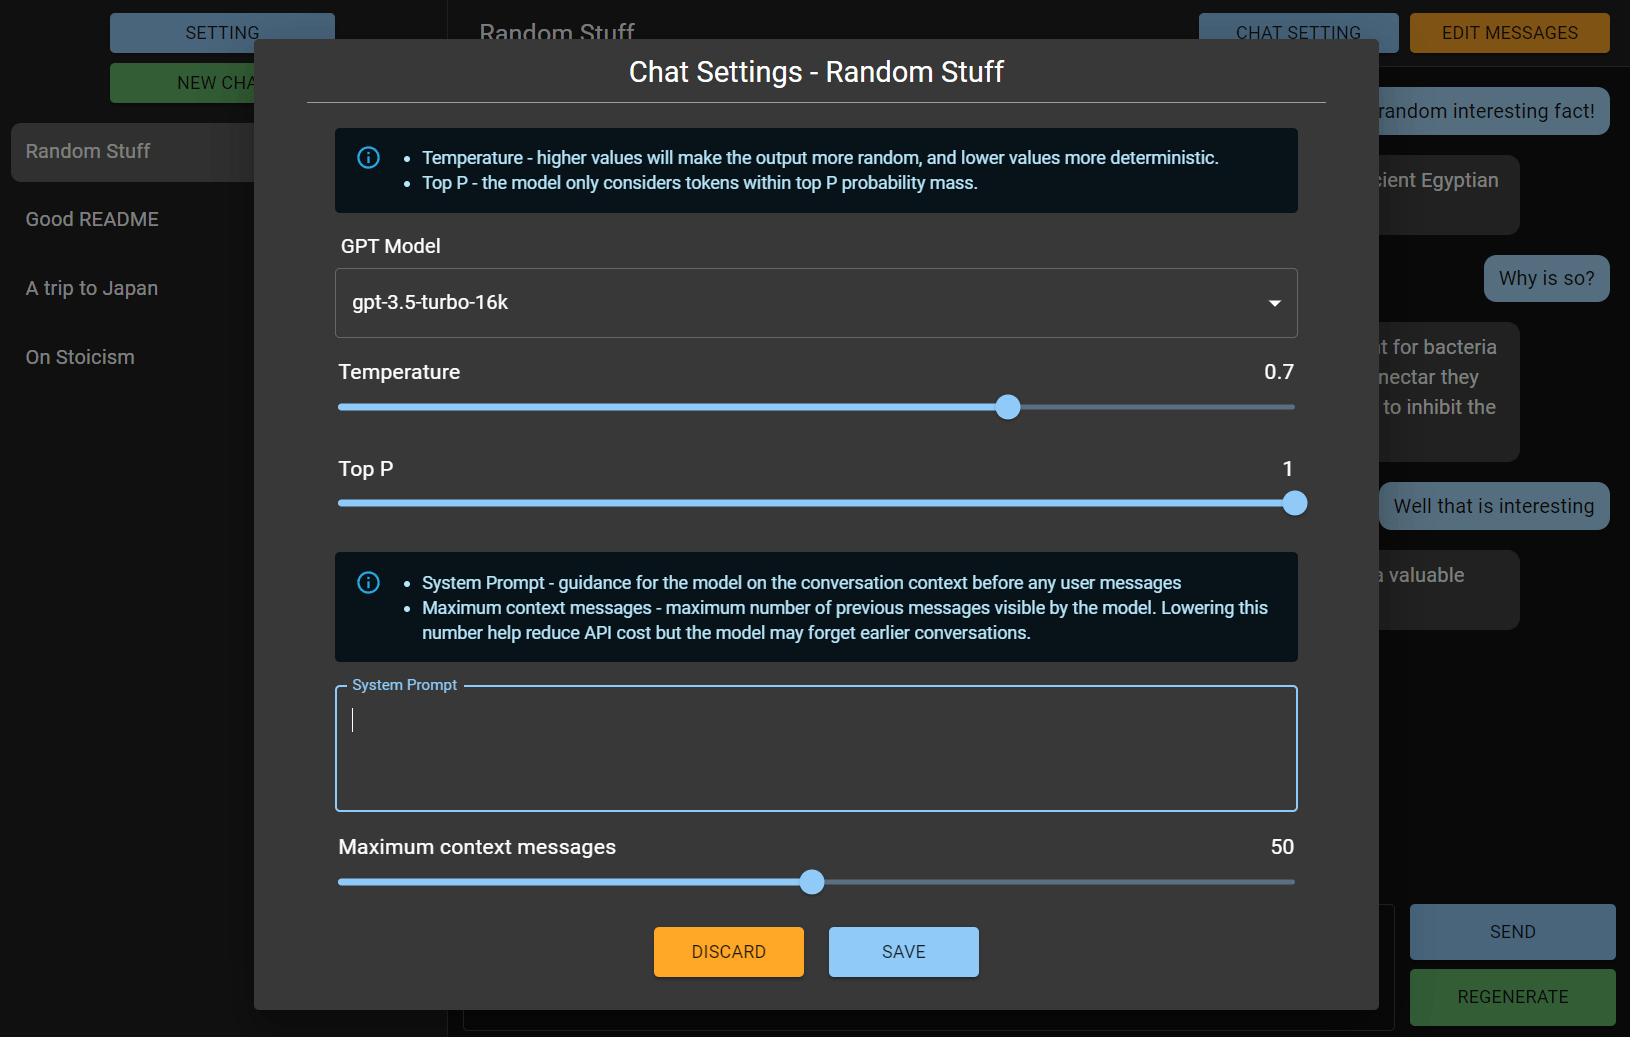 SETTING
NEW CHA
Random Stuff
Good README
A trip to Japan
On Stoicism
Random Stuff
CHAT SETTING
EDIT MESSAGES
random interesting fact!
cient Egyptian
Why is so?
t for bacteria
nectar they
to inhibit the
Well that is interesting
a valuable
SEND
REGENERATE
Chat Settings - Random Stuff
• Temperature - higher values will make the output more random, and lower values more deterministic.
• Top P - the model only considers tokens within top P probability mass.
GPT Model
gpt-3.5-turbo-16k
Temperature 0.7
Top P 1
• System Prompt - guidance for the model on the conversation context before any user messages
• Maximum context messages - maximum number of previous messages visible by the model. Lowering this
number help reduce API cost but the model may forget earlier conversations.
System Prompt
Maximum context messages 50
DISCARD
SAVE